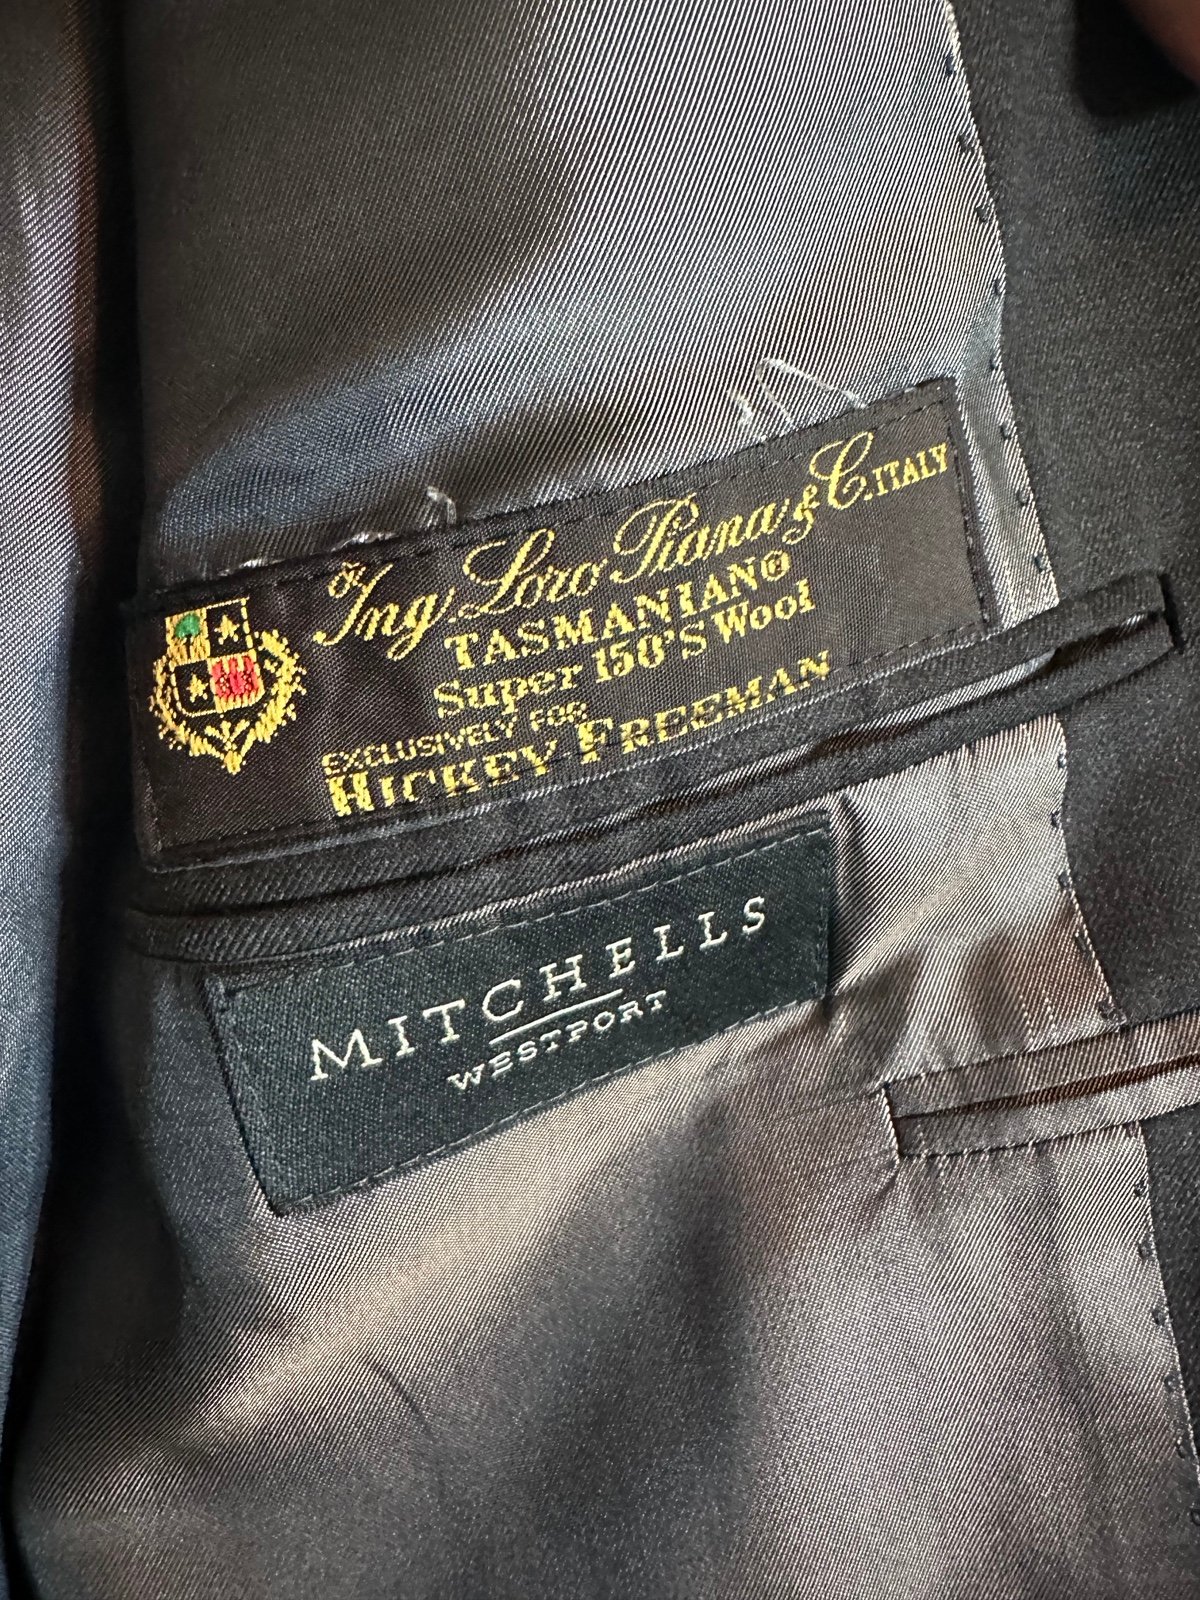 Ing. Loro Piana & C. ITALY
TASMANIAN®
Super 150'S Wool
EXCLUSIVELY FOR
HICKEY-FREEMAN
MITCHELLS
WESTPORT